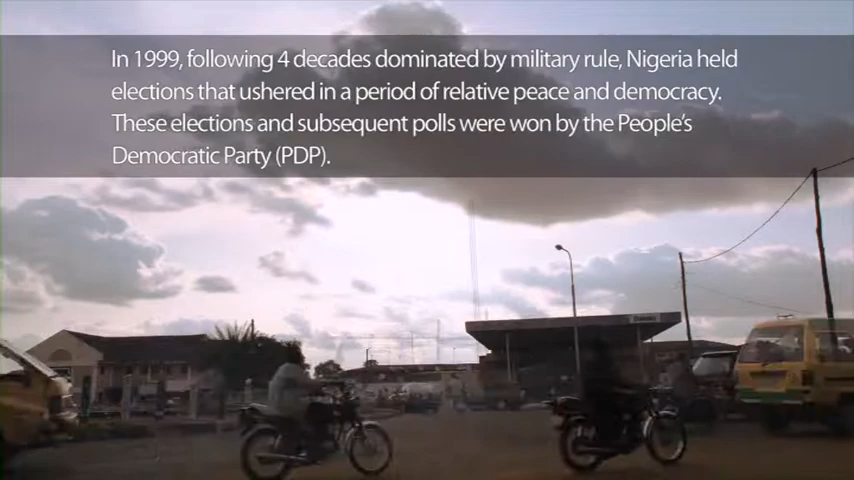 In 1999, following 4 decades dominated by military rule, Nigeria held
elections that ushered in a period of relative peace and democracy.
These elections and subsequent polls were won by the People's
Democratic Party (PDP).